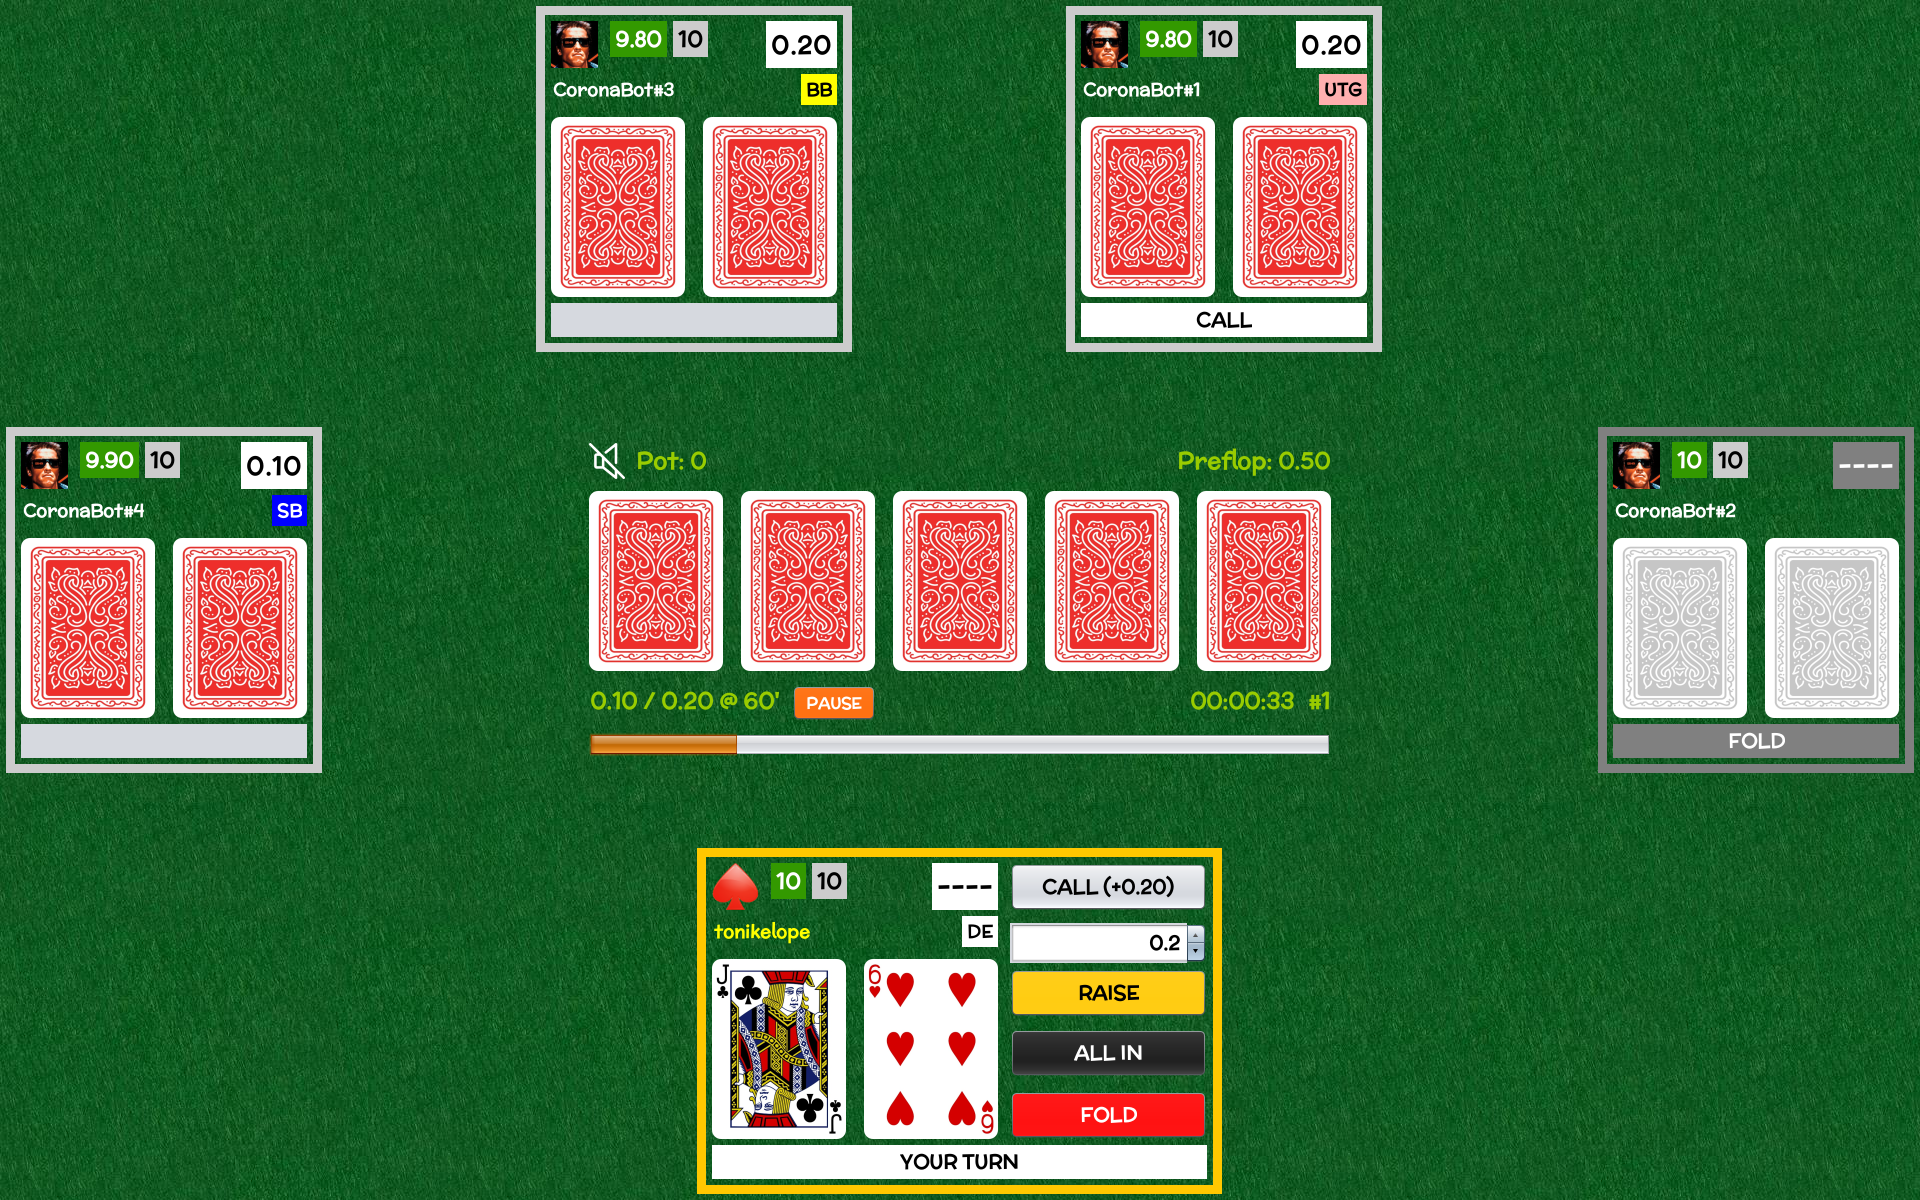 9.80 10 0.20
CoronaBot#3 BB
9.80 10 0.20
CoronaBot#1 UTG
CALL
9.90 10 0.10
CoronaBot#4 SB
Pot: 0 Preflop: 0.50
0.10 / 0.20 @ 60' PAUSE 00:00:33 #1
10 10 ----
CoronaBot#2
FOLD
10 10 ----
tonikelope DE
J
J
6
6
CALL (+0.20)
0.2
RAISE
ALL IN
FOLD
YOUR TURN